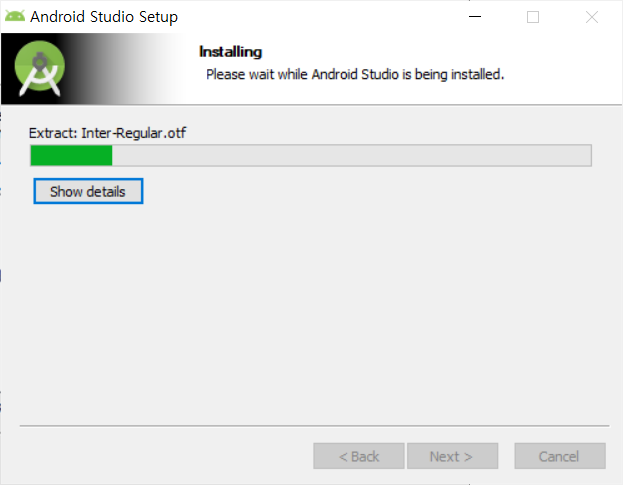 Android Studio Setup
Installing
Please wait while Android Studio is being installed.
Extract: Inter-Regular.otf
Show details
< Back
Next >
Cancel